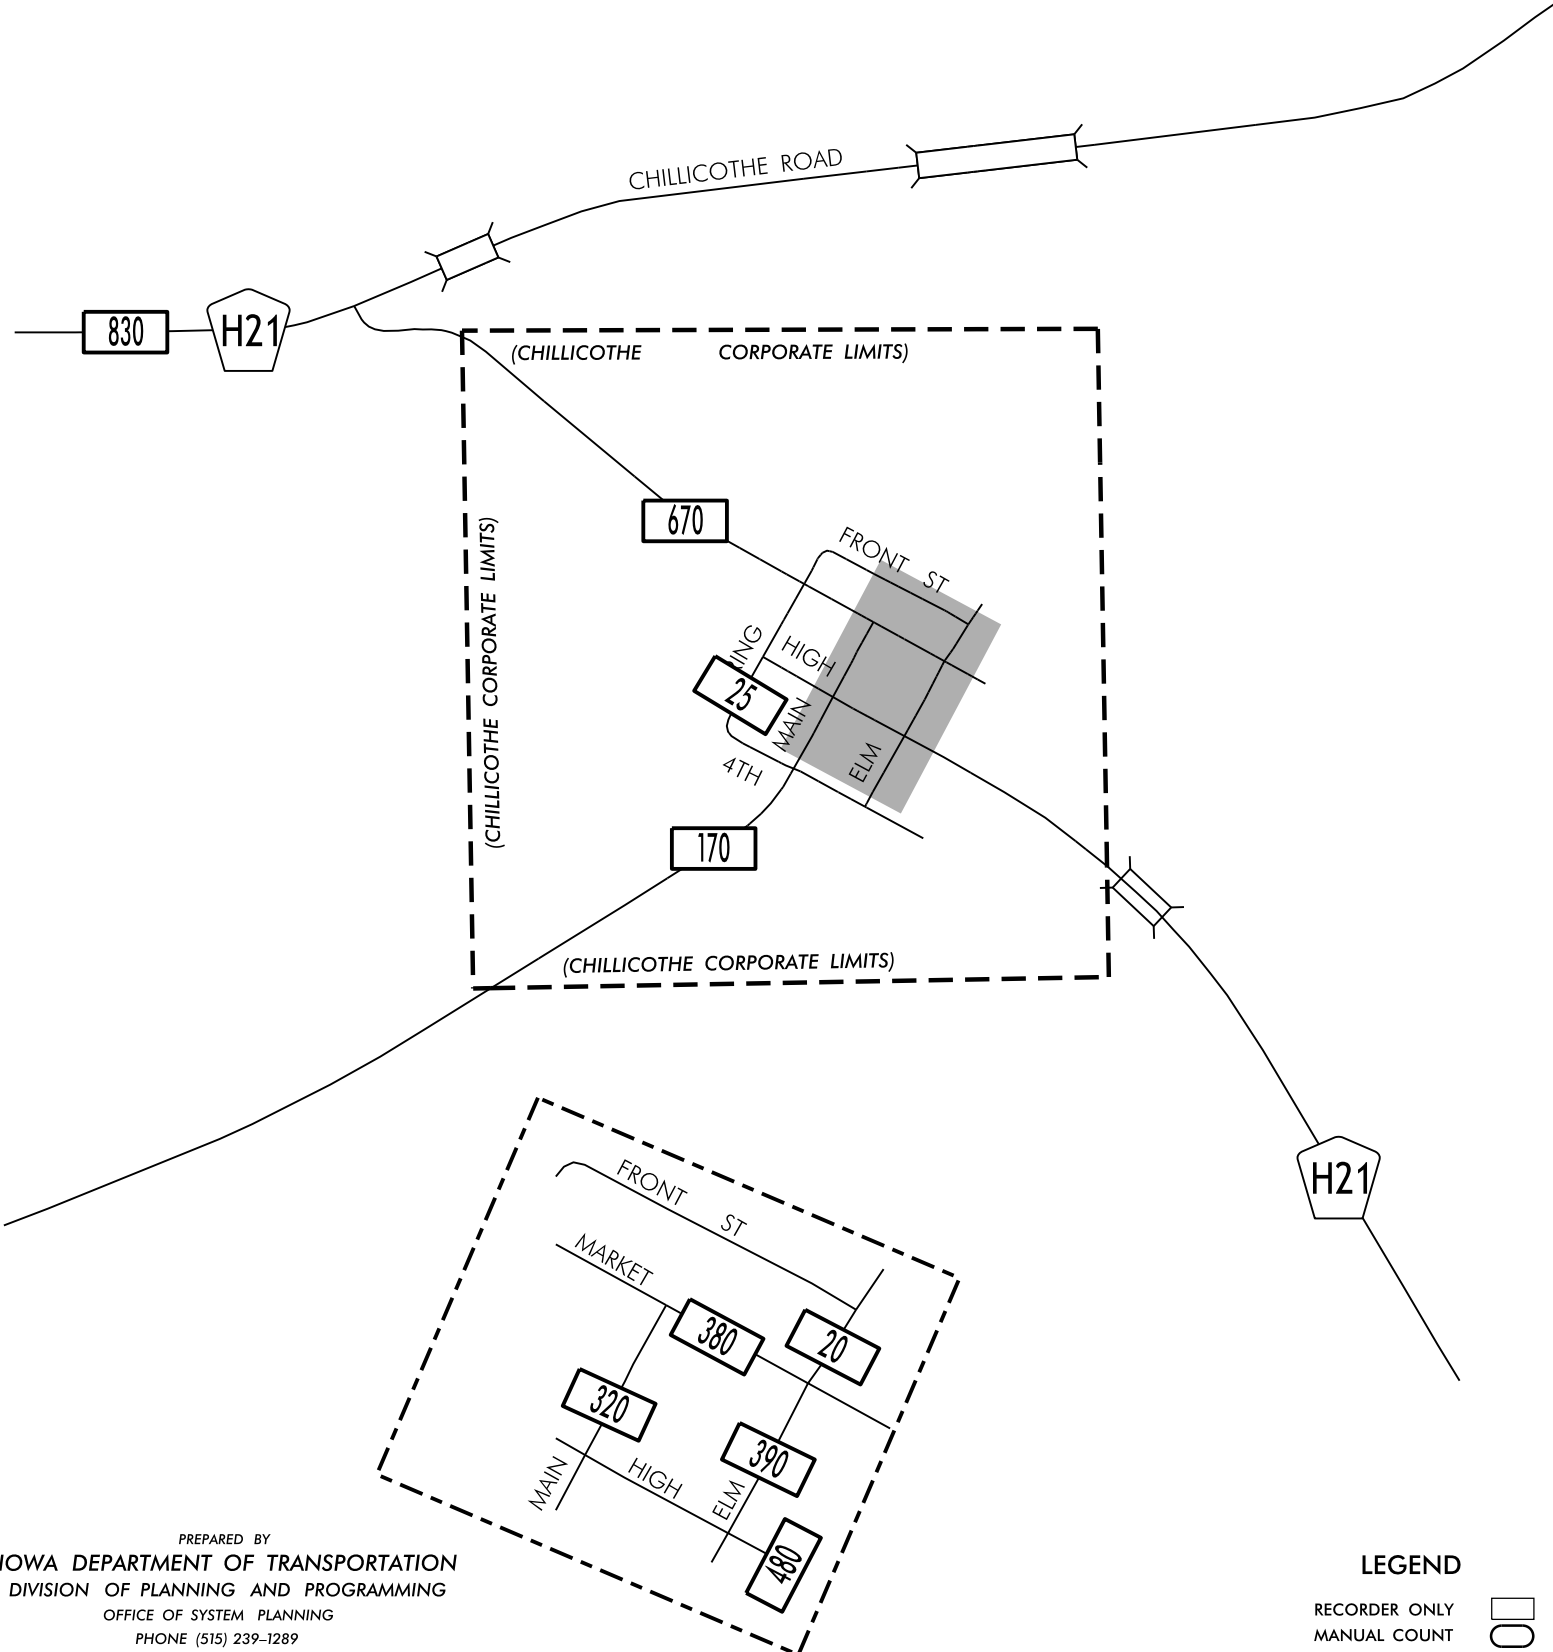 CHILLICOTHE ROAD
830
H21
(CHILLICOTHE CORPORATE LIMITS)
(CHILLICOTHE CORPORATE LIMITS)
670
FRONT ST
HIGH
25
MAIN
ELM
4TH
170
(CHILLICOTHE CORPORATE LIMITS)
H21
FRONT ST
MARKET
380
20
320
390
MAIN
HIGH
ELM
480
PREPARED BY
IOWA DEPARTMENT OF TRANSPORTATION
DIVISION OF PLANNING AND PROGRAMMING
OFFICE OF SYSTEM PLANNING
PHONE (515) 239–1289
LEGEND
RECORDER ONLY
MANUAL COUNT